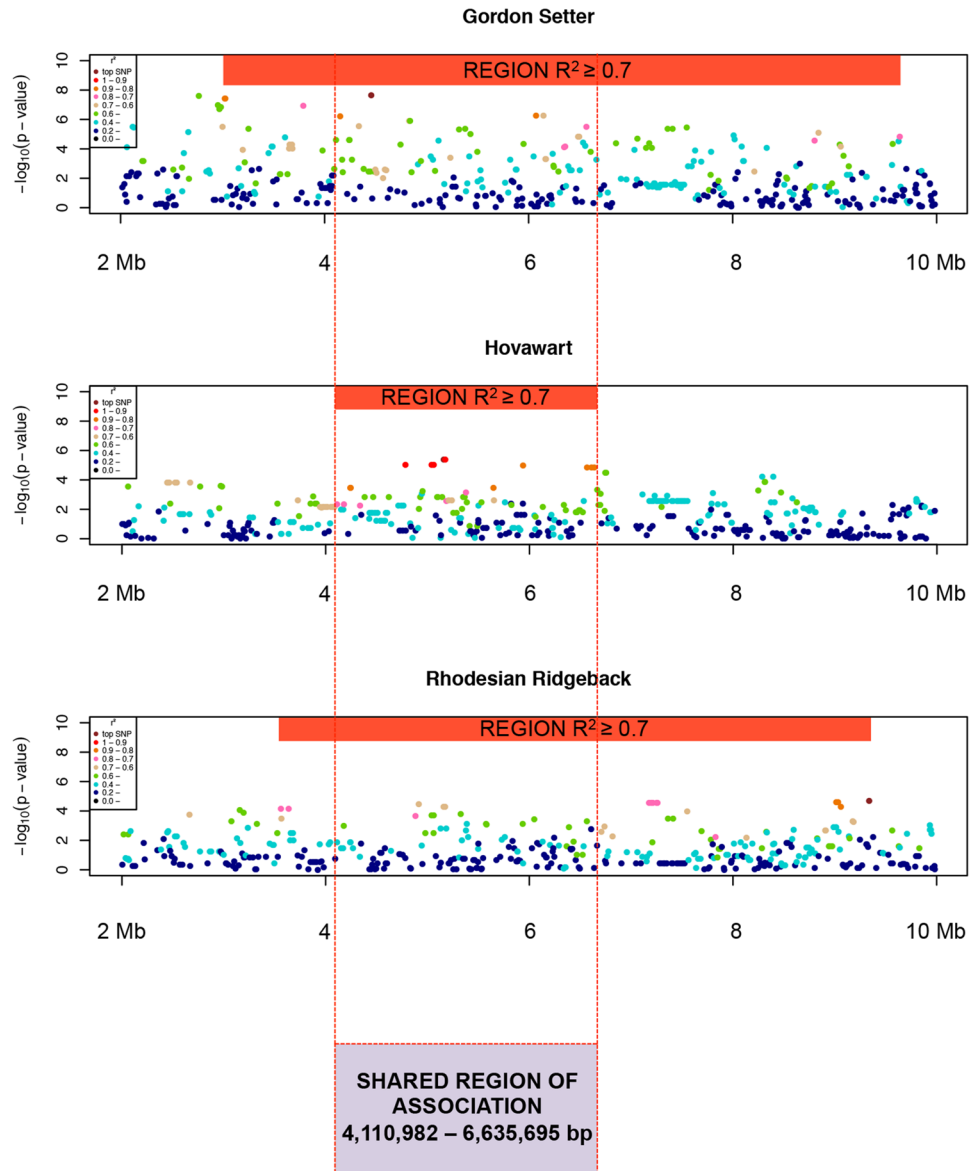 Gordon Setter
REGION R² ≥ 0.7
r²
top SNP
1 – 0.9
0.9 – 0.8
0.8 – 0.7
0.7 – 0.6
0.6 –
0.4 –
0.2 –
0.0 –
−log₁₀(p − value)
10
8
6
4
2
0
2 Mb 4 6 8 10 Mb
Hovawart
REGION R² ≥ 0.7
r²
top SNP
1 – 0.9
0.9 – 0.8
0.8 – 0.7
0.7 – 0.6
0.6 –
0.4 –
0.2 –
0.0 –
−log₁₀(p − value)
10
8
6
4
2
0
2 Mb 4 6 8 10 Mb
Rhodesian Ridgeback
REGION R² ≥ 0.7
r²
top SNP
1 – 0.9
0.9 – 0.8
0.8 – 0.7
0.7 – 0.6
0.6 –
0.4 –
0.2 –
0.0 –
−log₁₀(p − value)
10
8
6
4
2
0
2 Mb 4 6 8 10 Mb
SHARED REGION OF
ASSOCIATION
4,110,982 – 6,635,695 bp